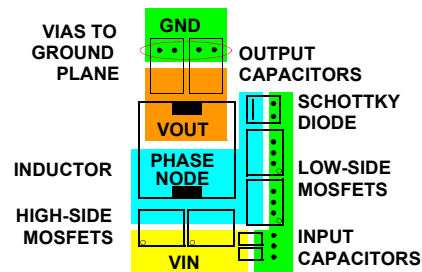 GND
VIAS TO
GROUND
PLANE
OUTPUT
CAPACITORS
SCHOTTKY
DIODE
VOUT
INDUCTOR
PHASE
NODE
LOW-SIDE
MOSFETS
HIGH-SIDE
MOSFETS
INPUT
CAPACITORS
VIN